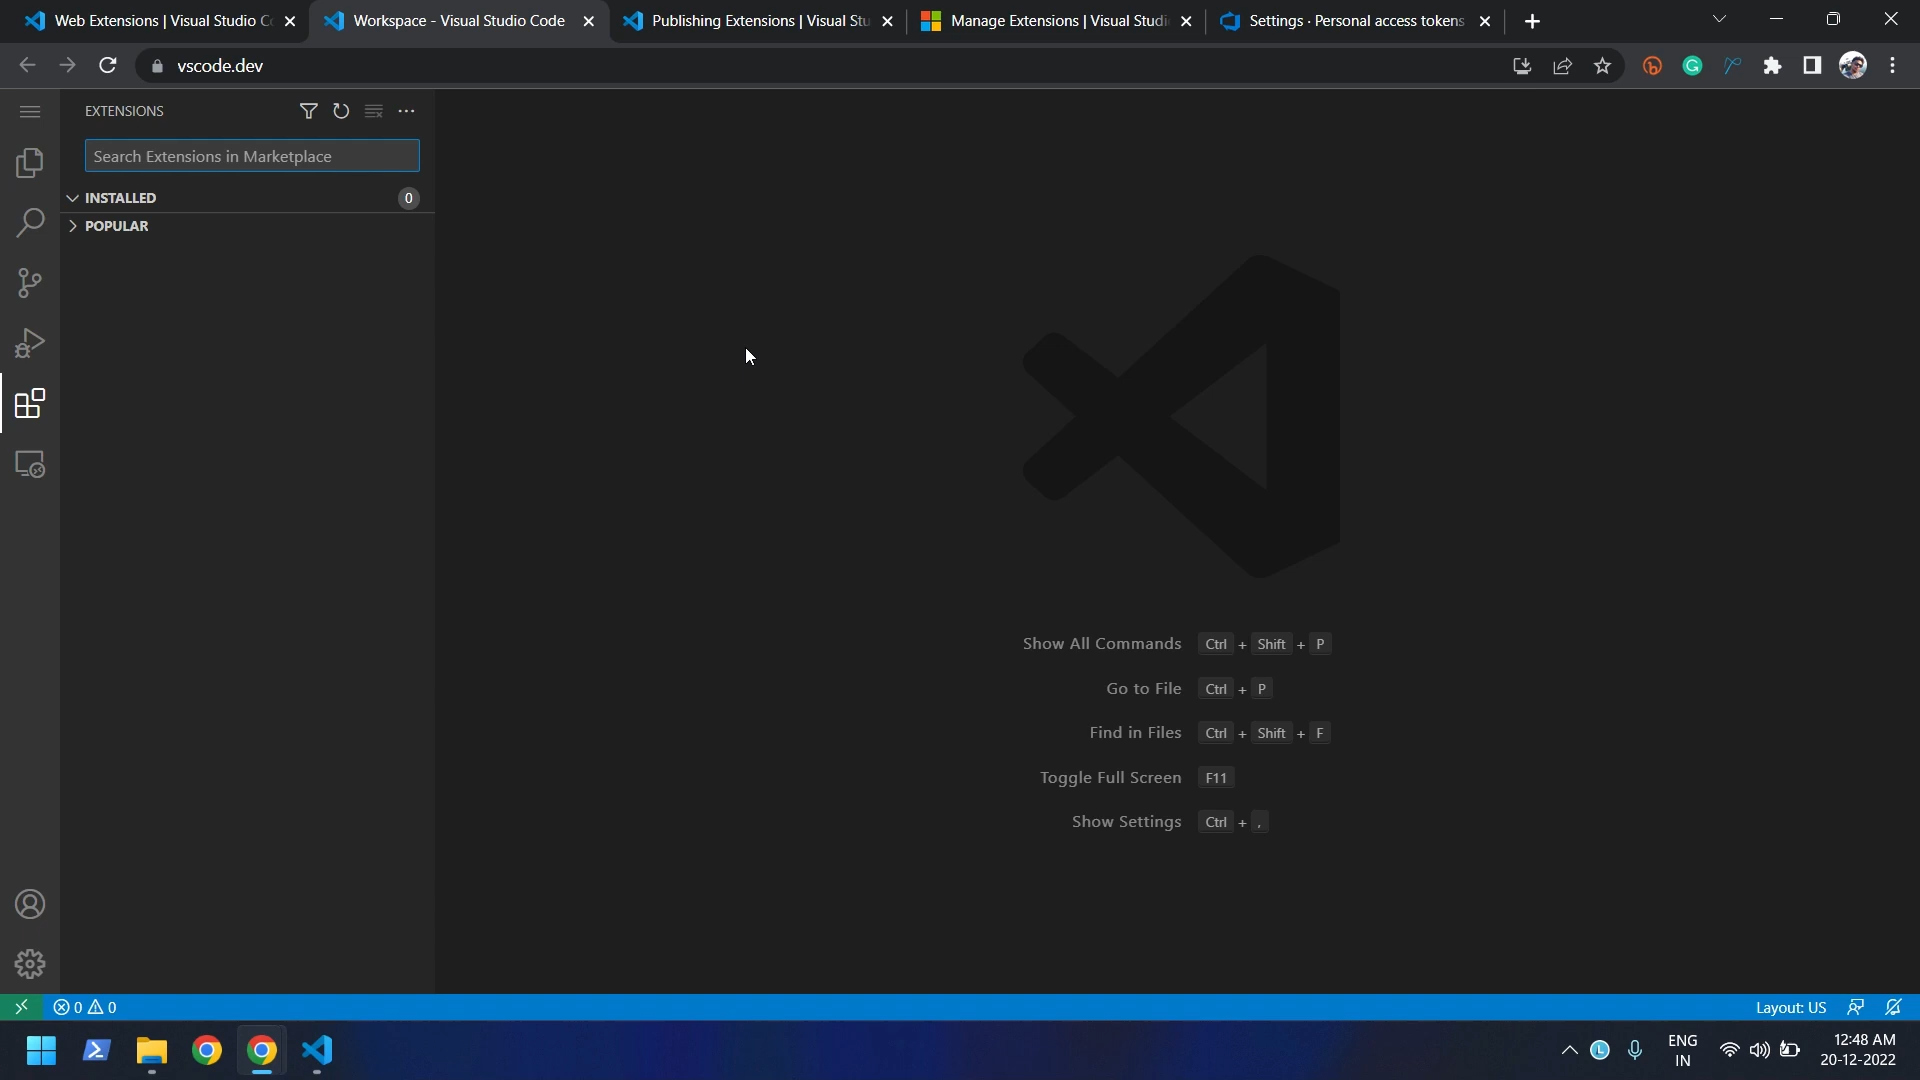 Web Extensions | Visual Studio C
Workspace - Visual Studio Code
Publishing Extensions | Visual Stu
Manage Extensions | Visual Studi
Settings · Personal access tokens
vscode.dev
EXTENSIONS
Search Extensions in Marketplace
INSTALLED 0
POPULAR
Show All Commands Ctrl + Shift + P
Go to File Ctrl + P
Find in Files Ctrl + Shift + F
Toggle Full Screen F11
Show Settings Ctrl + ,
0 0
Layout: US
ENG
IN
12:48 AM
20-12-2022